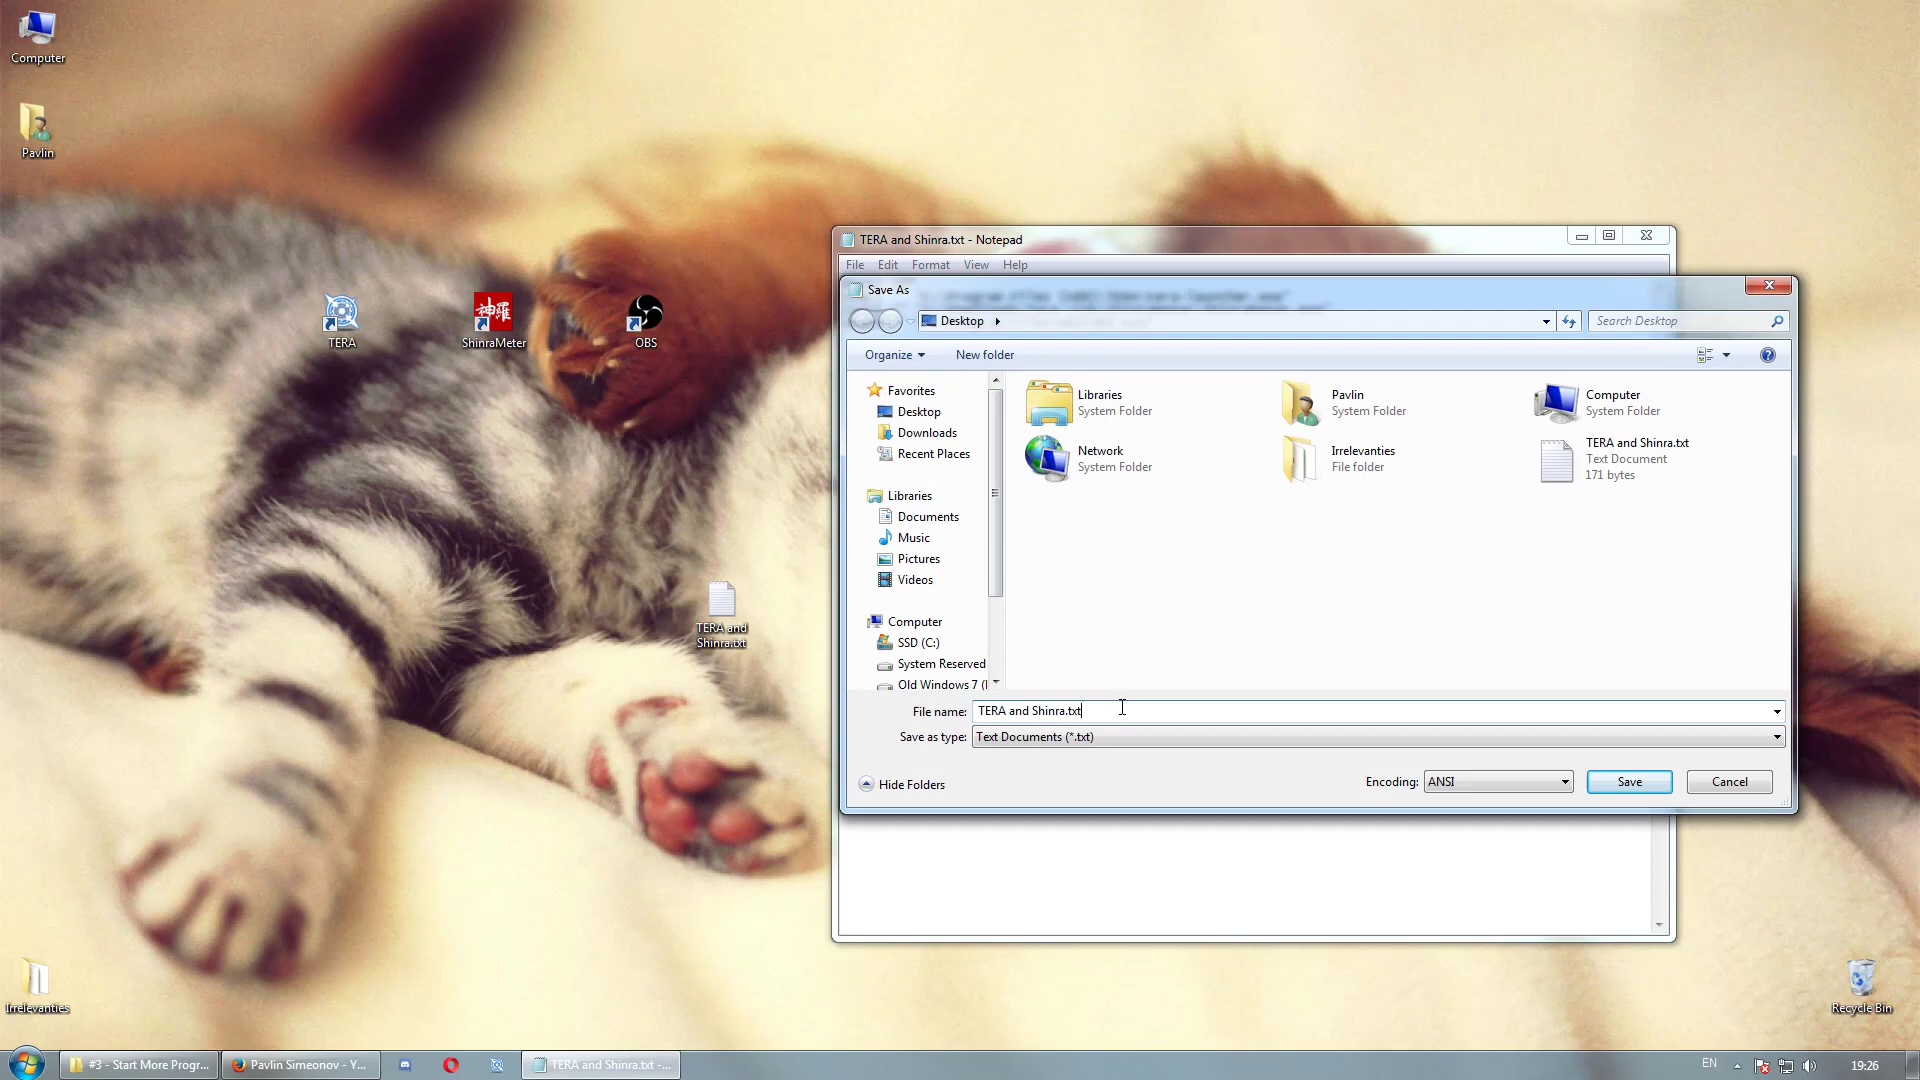 Computer
Pavlin
TERA
神羅
ShinraMeter
OBS
TERA and
Shinra.txt
Irrelevanties
Recycle Bin
TERA and Shinra.txt - Notepad
File Edit Format View Help
Save As
Desktop
Search Desktop
Organize New folder
Favorites
Desktop
Downloads
Recent Places
Libraries
Documents
Music
Pictures
Videos
Computer
SSD (C:)
System Reserved
Old Windows 7 (
Libraries
System Folder
Pavlin
System Folder
Computer
System Folder
Network
System Folder
Irrelevanties
File folder
TERA and Shinra.txt
Text Document
171 bytes
File name: TERA and Shinra.txt
Save as type: Text Documents (*.txt)
Hide Folders
Encoding: ANSI
Save
Cancel
#3 - Start More Progr...
Pavlin Simeonov - Y...
TERA and Shinra.txt -...
EN
19:26